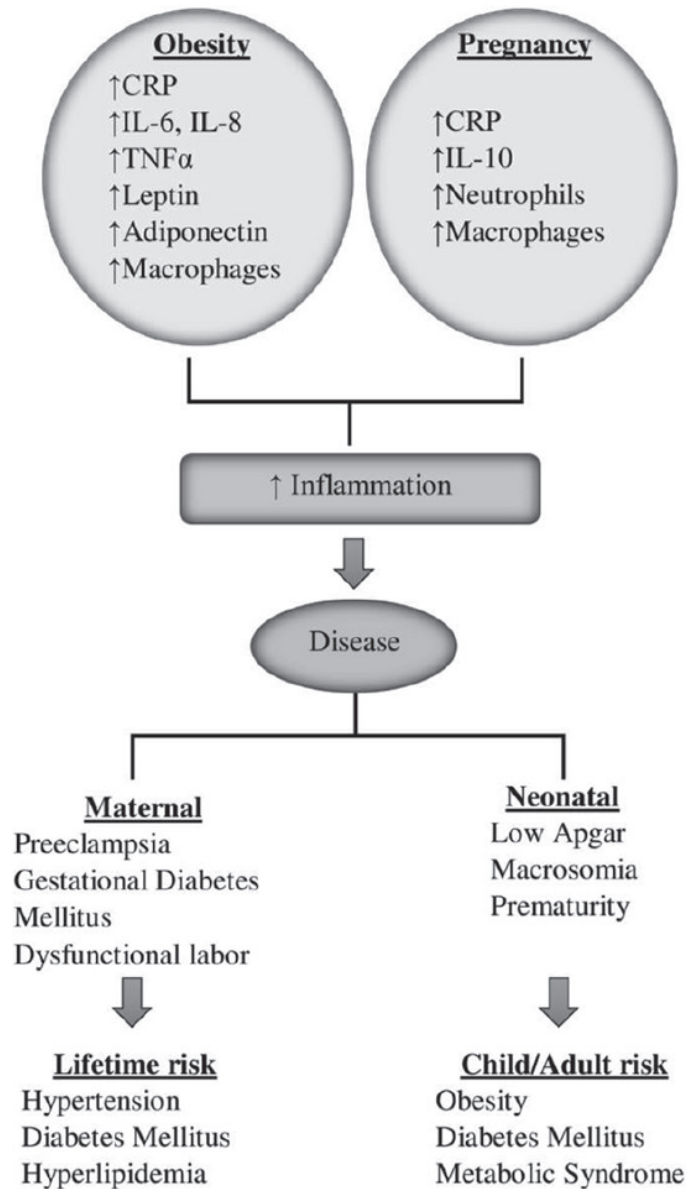 Obesity
↑CRP
↑IL-6, IL-8
↑TNFα
↑Leptin
↑Adiponectin
↑Macrophages
Pregnancy
↑CRP
↑IL-10
↑Neutrophils
↑Macrophages
↑ Inflammation
Disease
Maternal
Preeclampsia
Gestational Diabetes
Mellitus
Dysfunctional labor
Neonatal
Low Apgar
Macrosomia
Prematurity
Lifetime risk
Hypertension
Diabetes Mellitus
Hyperlipidemia
Child/Adult risk
Obesity
Diabetes Mellitus
Metabolic Syndrome